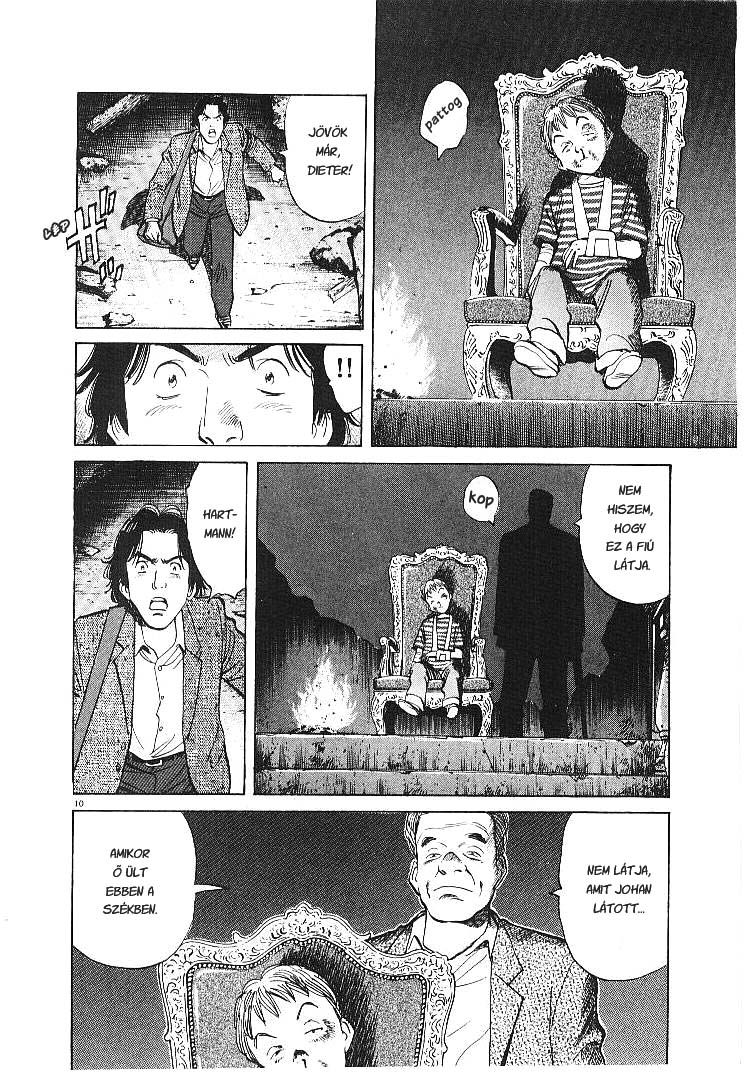 pattog
JÖVÖK
MÁR,
DIETER!
!!
NEM
HISZEM,
HOGY
EZ A FIÚ
LÁTJA.
kop
HART-
MANN!
10
NEM LÁTJA,
AMIT JOHAN
LÁTOTT...
AMIKOR
Ő ÜLT
EBBEN A
SZÉKBEN.